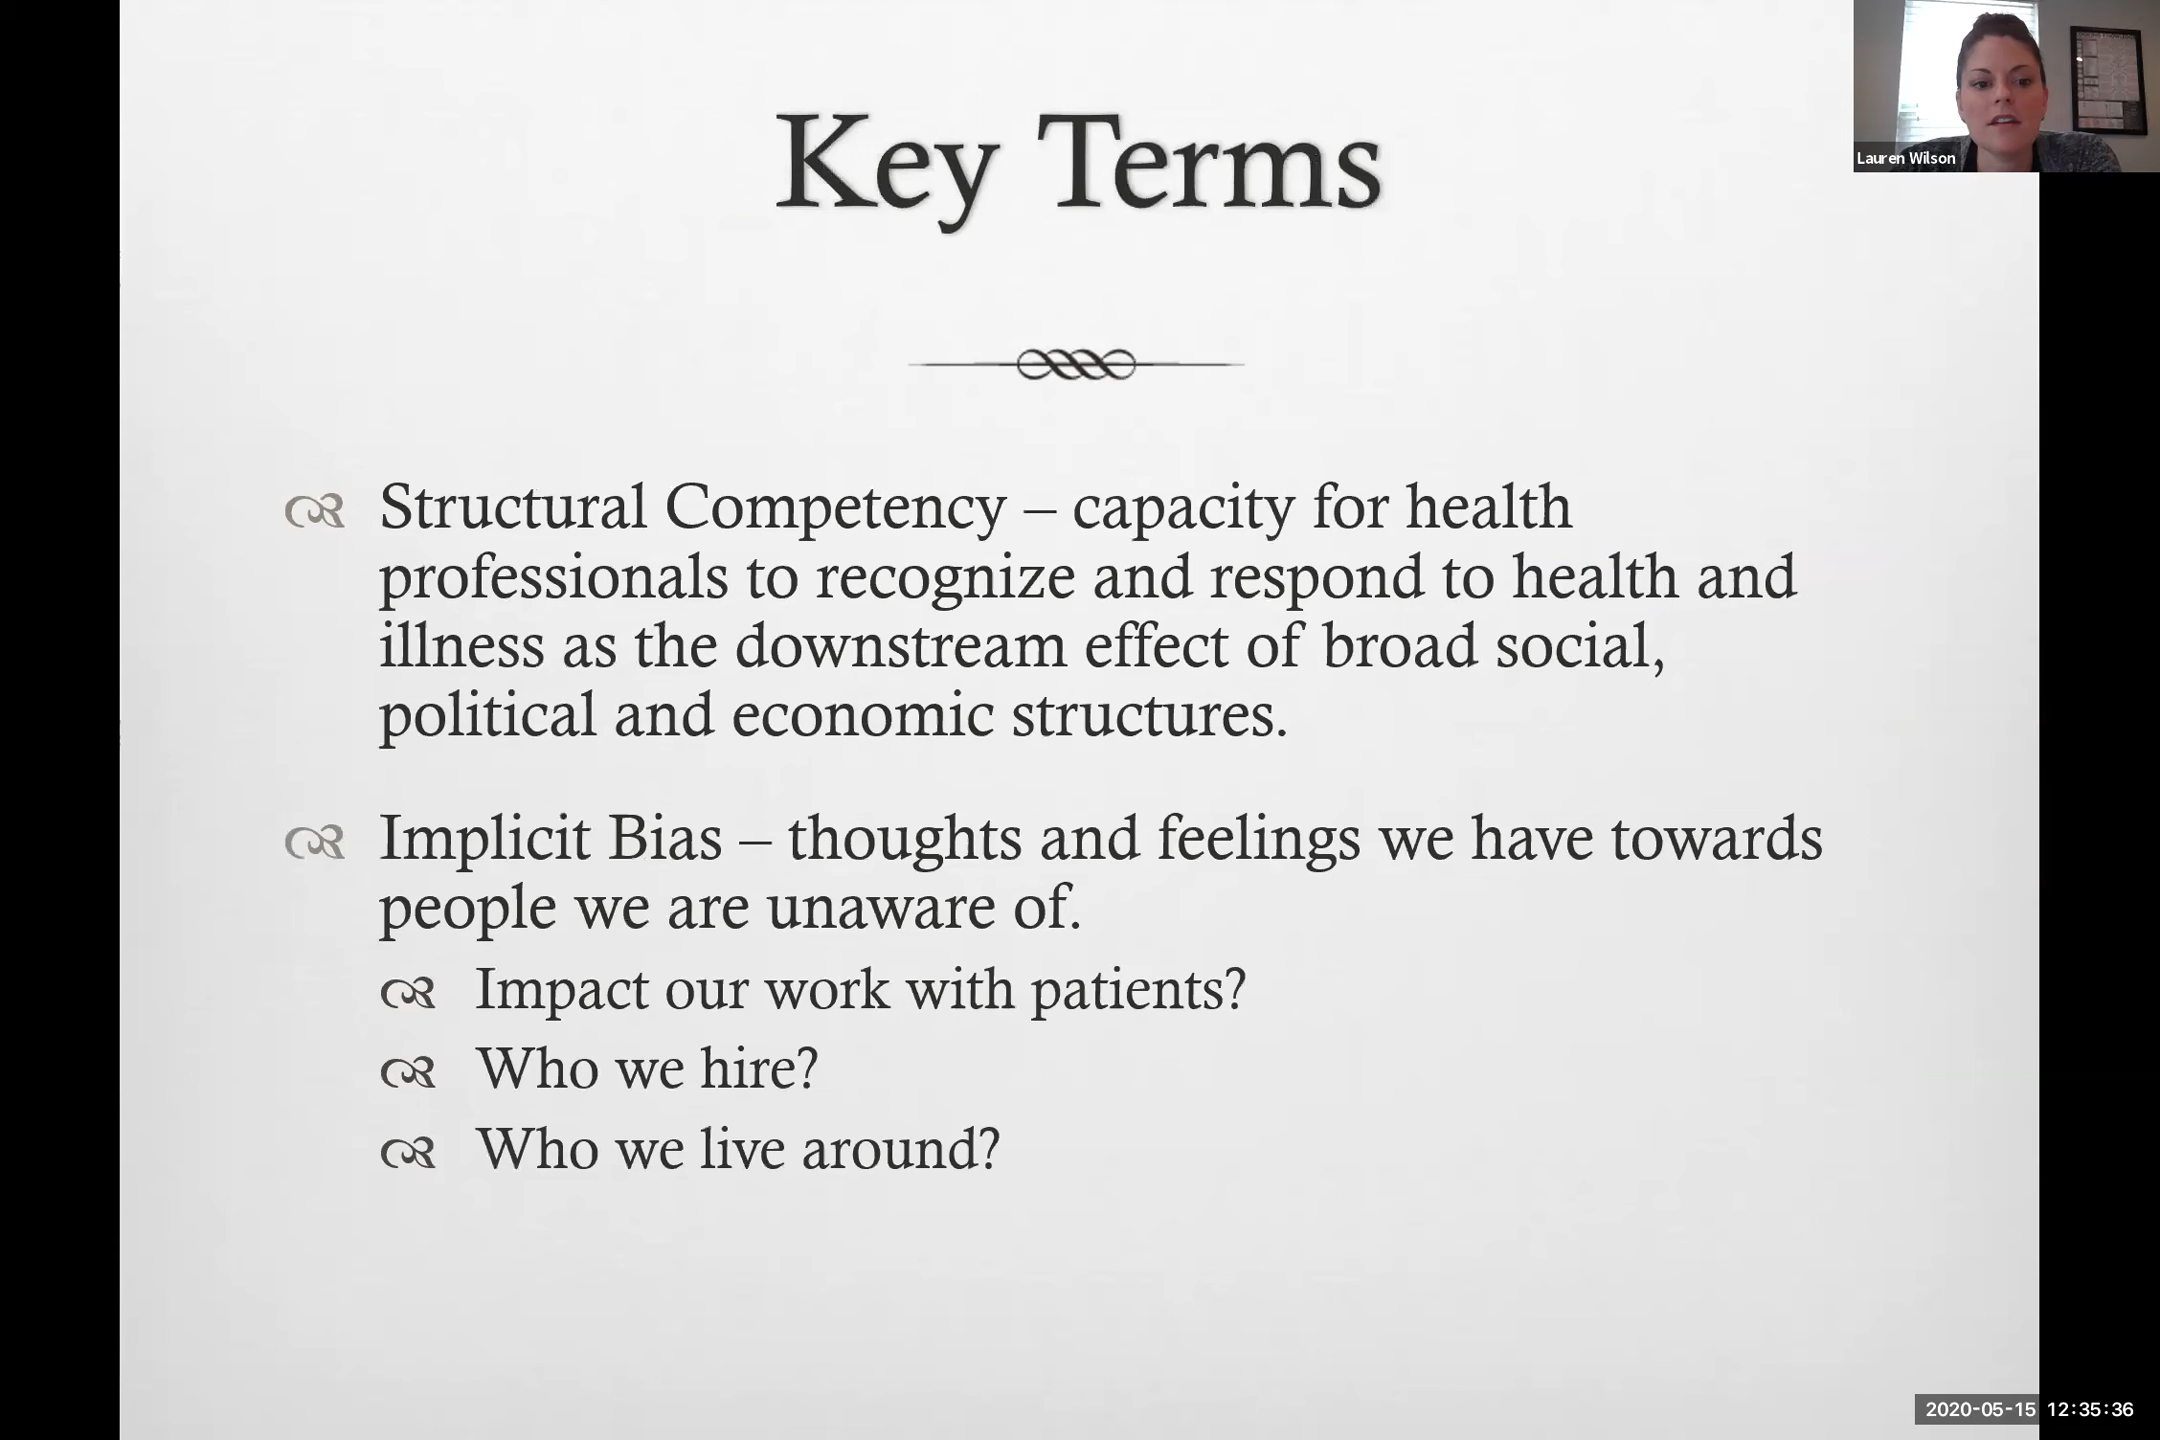 Lauren Wilson
Key Terms
Structural Competency – capacity for health
professionals to recognize and respond to health and
illness as the downstream effect of broad social,
political and economic structures.
Implicit Bias – thoughts and feelings we have towards
people we are unaware of.
Impact our work with patients?
Who we hire?
Who we live around?
2020-05-15 12:35:36